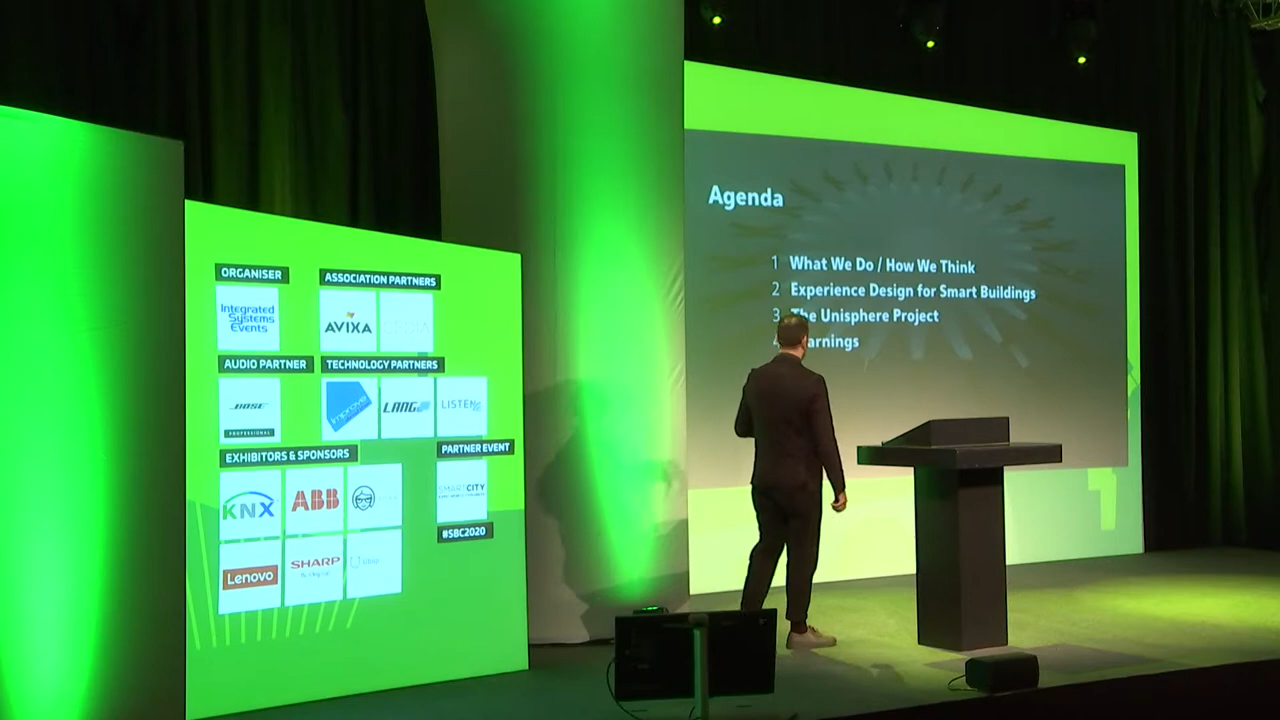 ORGANISER
Integrated
Systems
Events
ASSOCIATION PARTNERS
AVIXA
AUDIO PARTNER
BOSE
PROFESSIONAL
TECHNOLOGY PARTNERS
Improve
LANG
LISTEN
EXHIBITORS & SPONSORS
KNX
ABB
Lenovo
SHARP
PARTNER EVENT
SMARTCITY
#SBC2020
Agenda
1 What We Do / How We Think
2 Experience Design for Smart Buildings
3 The Unisphere Project
arnings